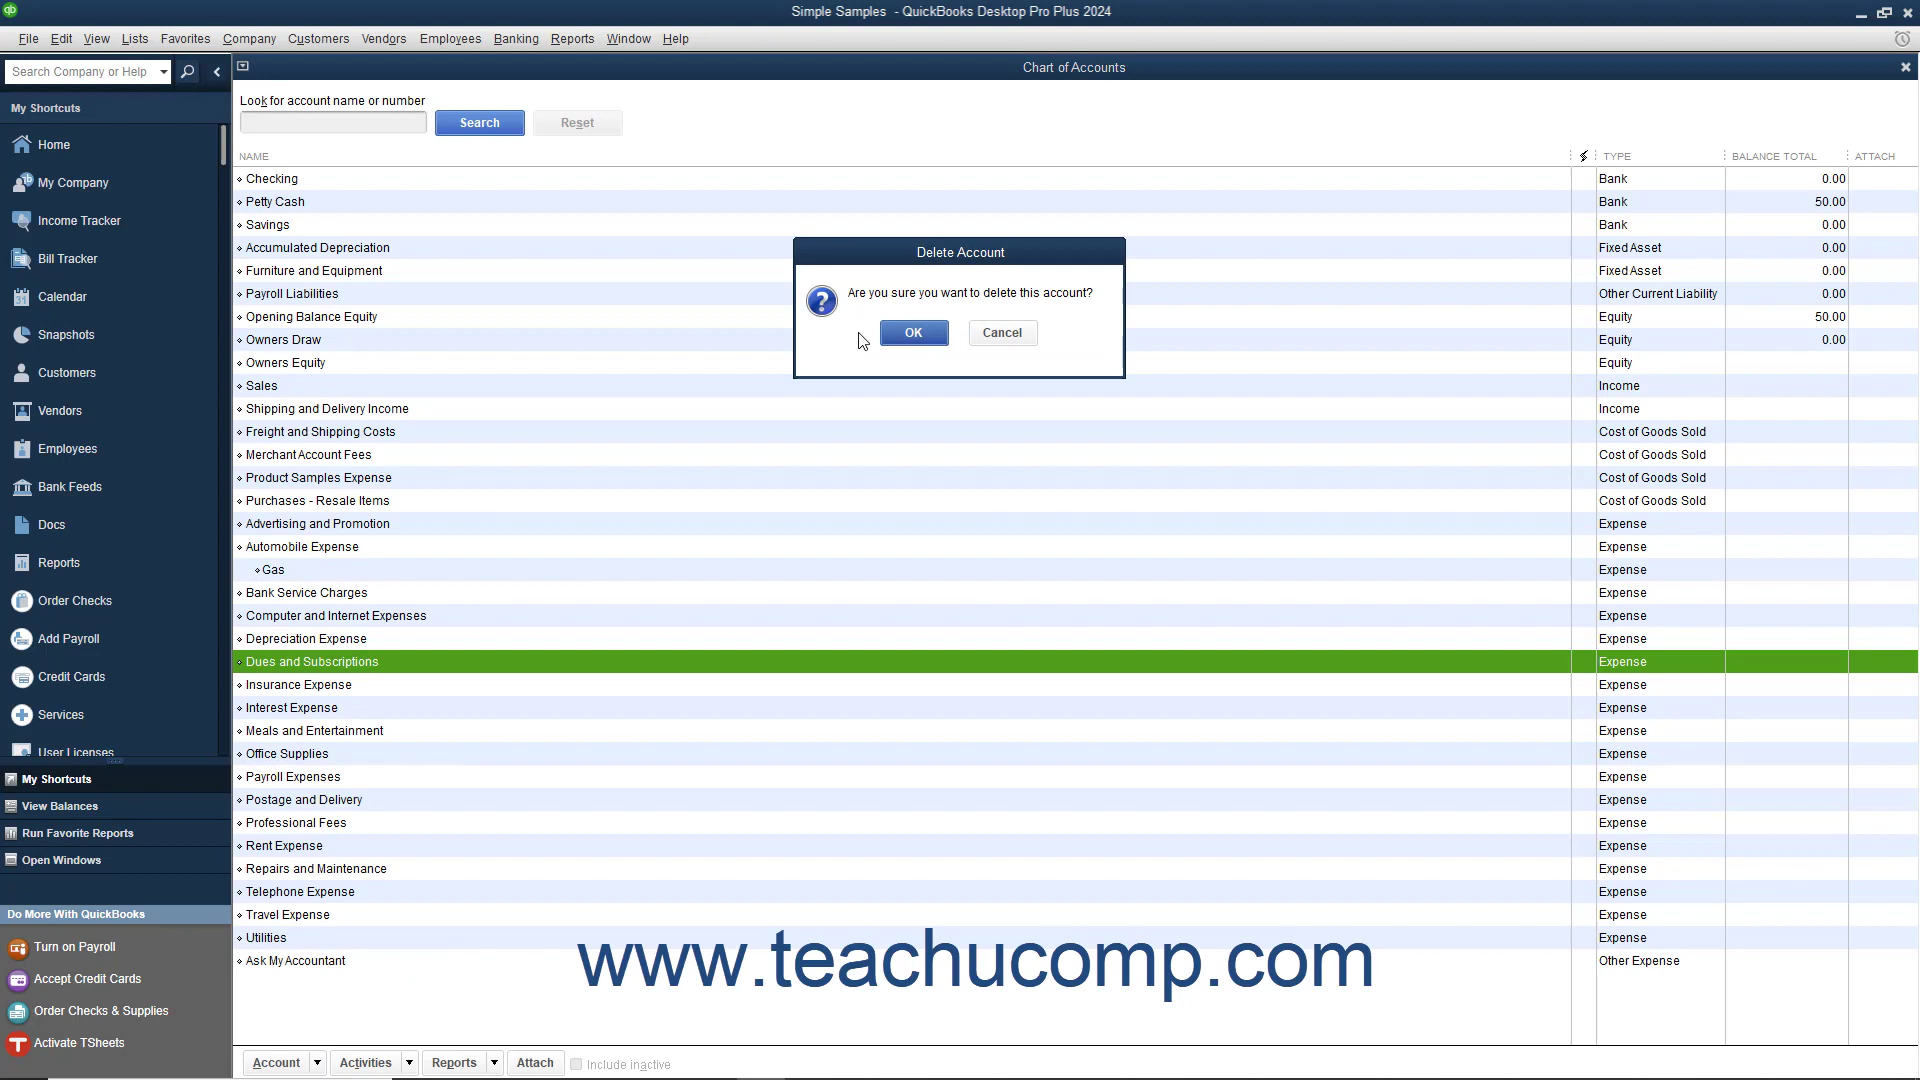 Simple Samples - QuickBooks Desktop Pro Plus 2024
File Edit View Lists Favorites Company Customers Vendors Employees Banking Reports Window Help
Search Company or Help
Chart of Accounts
My Shortcuts
Home
My Company
Income Tracker
Bill Tracker
Calendar
Snapshots
Customers
Vendors
Employees
Bank Feeds
Docs
Reports
Order Checks
Add Payroll
Credit Cards
Services
User Licenses
My Shortcuts
View Balances
Run Favorite Reports
Open Windows
Do More With QuickBooks
Turn on Payroll
Accept Credit Cards
Order Checks & Supplies
Activate TSheets
Look for account name or number
Search Reset
NAME TYPE BALANCE TOTAL ATTACH
Checking Bank 0.00
Petty Cash Bank 50.00
Savings Bank 0.00
Accumulated Depreciation Fixed Asset 0.00
Furniture and Equipment Fixed Asset 0.00
Payroll Liabilities Other Current Liability 0.00
Opening Balance Equity Equity 50.00
Owners Draw Equity 0.00
Owners Equity Equity
Sales Income
Shipping and Delivery Income Income
Freight and Shipping Costs Cost of Goods Sold
Merchant Account Fees Cost of Goods Sold
Product Samples Expense Cost of Goods Sold
Purchases - Resale Items Cost of Goods Sold
Advertising and Promotion Expense
Automobile Expense Expense
Gas Expense
Bank Service Charges Expense
Computer and Internet Expenses Expense
Depreciation Expense Expense
Dues and Subscriptions Expense
Insurance Expense Expense
Interest Expense Expense
Meals and Entertainment Expense
Office Supplies Expense
Payroll Expenses Expense
Postage and Delivery Expense
Professional Fees Expense
Rent Expense Expense
Repairs and Maintenance Expense
Telephone Expense Expense
Travel Expense Expense
Utilities Expense
Ask My Accountant Other Expense
Delete Account
Are you sure you want to delete this account?
OK Cancel
www.teachucomp.com
Account Activities Reports Attach Include inactive